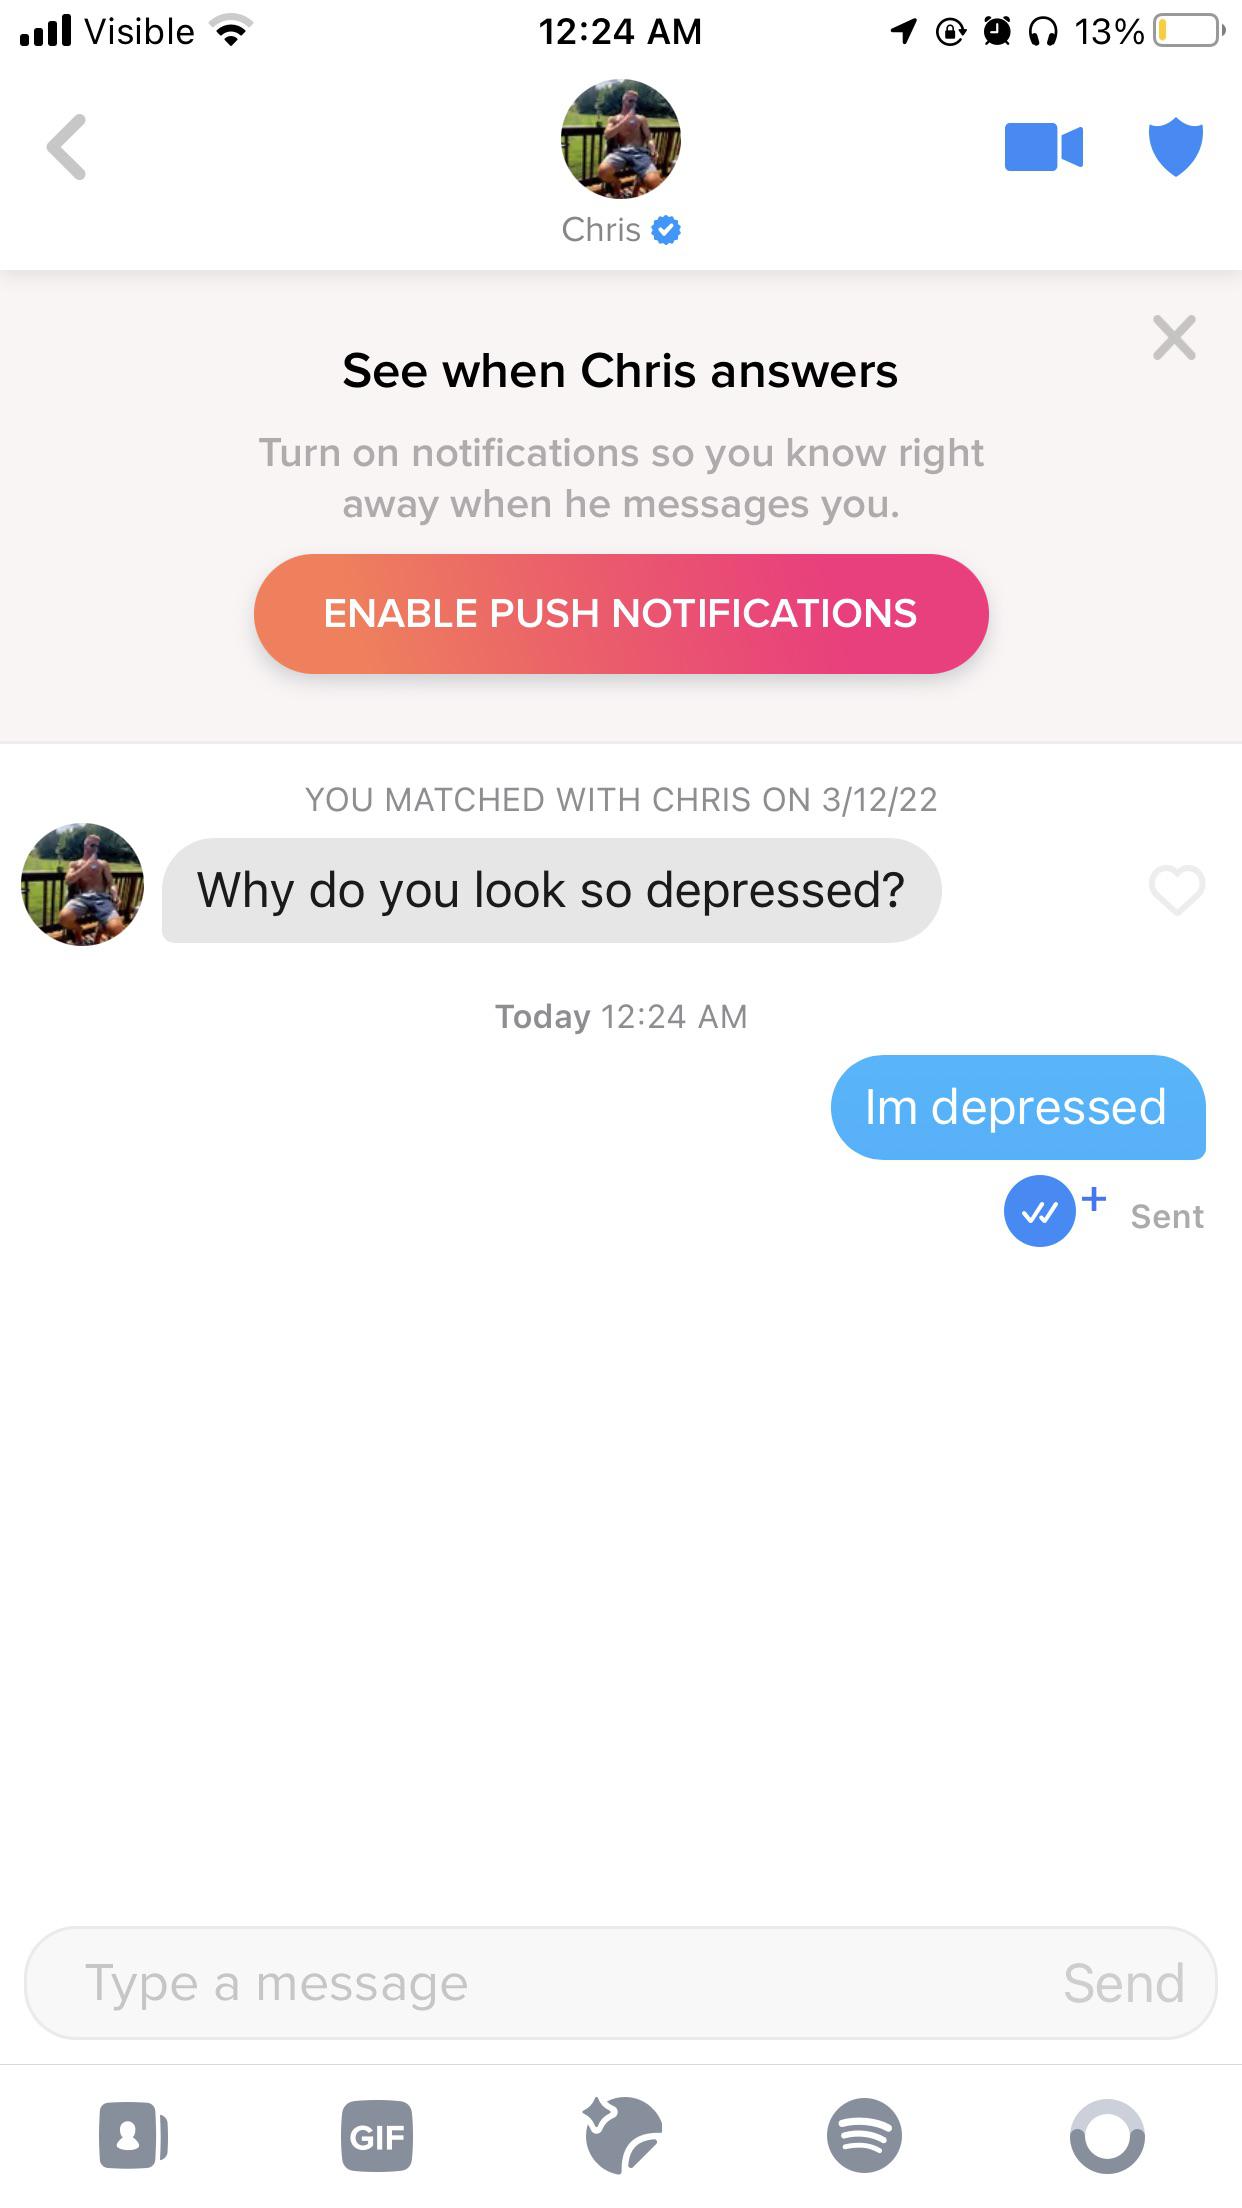 Visible 12:24 AM 13%
Chris
See when Chris answers
Turn on notifications so you know right
away when he messages you.
ENABLE PUSH NOTIFICATIONS
YOU MATCHED WITH CHRIS ON 3/12/22
Why do you look so depressed?
Today 12:24 AM
Im depressed
Sent
Type a message Send
GIF